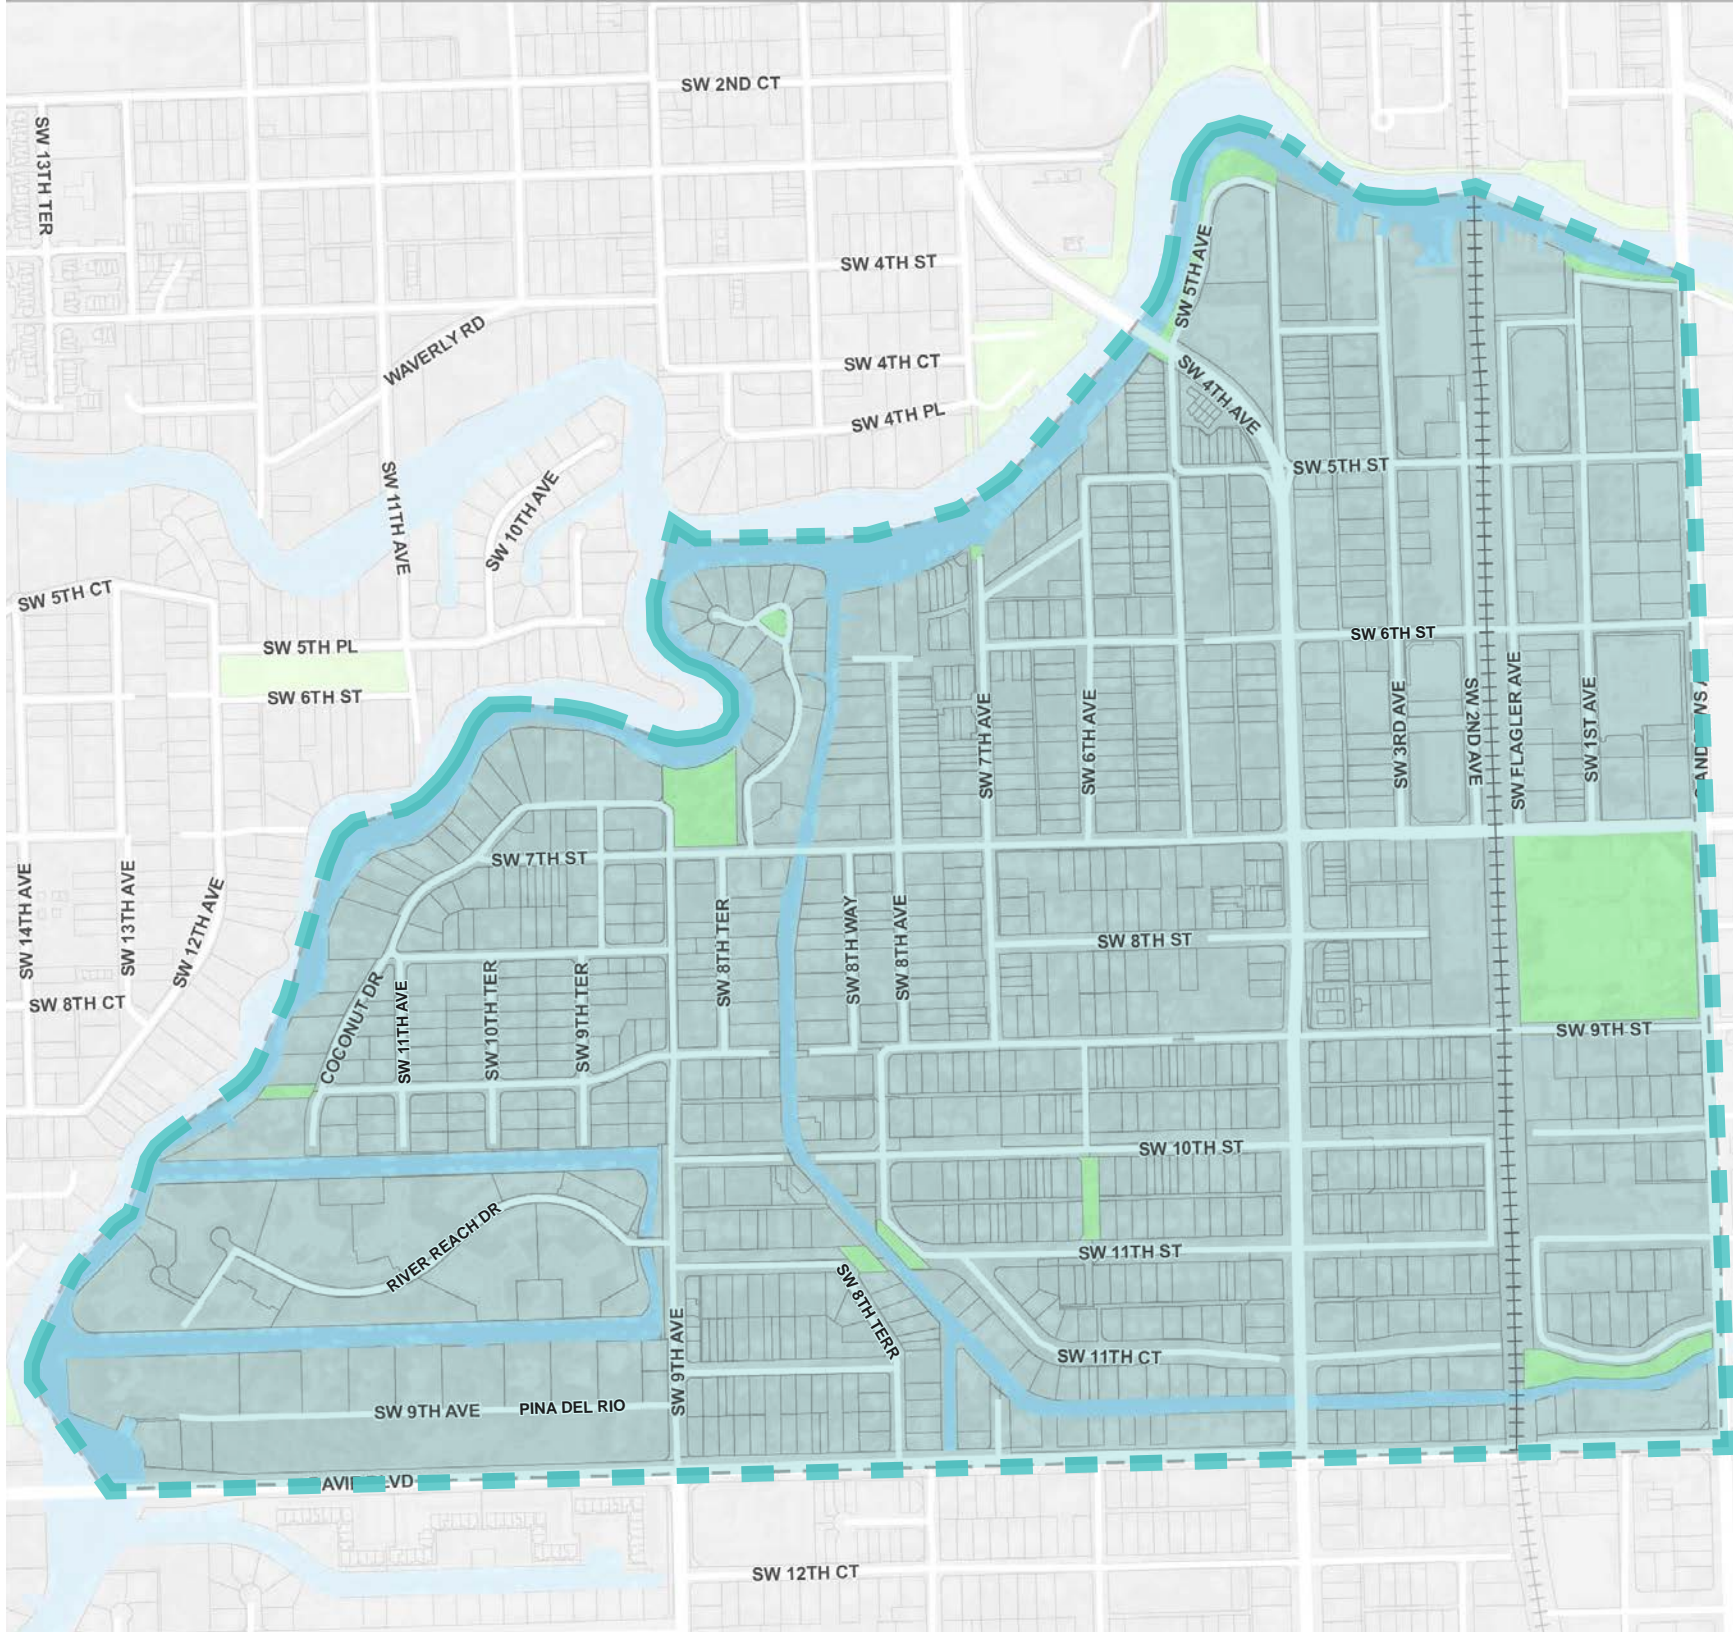 SW 2ND CT
SW 13TH TER
SW 4TH ST
SW 5TH AVE
WAVERLY RD
SW 4TH CT
SW 4TH AVE
SW 4TH PL
SW 5TH ST
SW 11TH AVE
SW 10TH AVE
SW 5TH CT
SW 5TH PL
SW 6TH ST
SW 6TH ST
SW 7TH AVE
SW 6TH AVE
SW 3RD AVE
SW 2ND AVE
SW FLAGLER AVE
SW 1ST AVE
SW 7TH ST
SW 14TH AVE
SW 13TH AVE
SW 12TH AVE
SW 8TH TER
SW 8TH WAY
SW 8TH AVE
SW 8TH ST
SW 8TH CT
COCONUT DR
SW 11TH AVE
SW 10TH TER
SW 9TH TER
SW 9TH ST
SW 10TH ST
RIVER REACH DR
SW 11TH ST
SW 8TH TERR
SW 9TH AVE
SW 11TH CT
SW 9TH AVE
PINA DEL RIO
SW 12TH CT